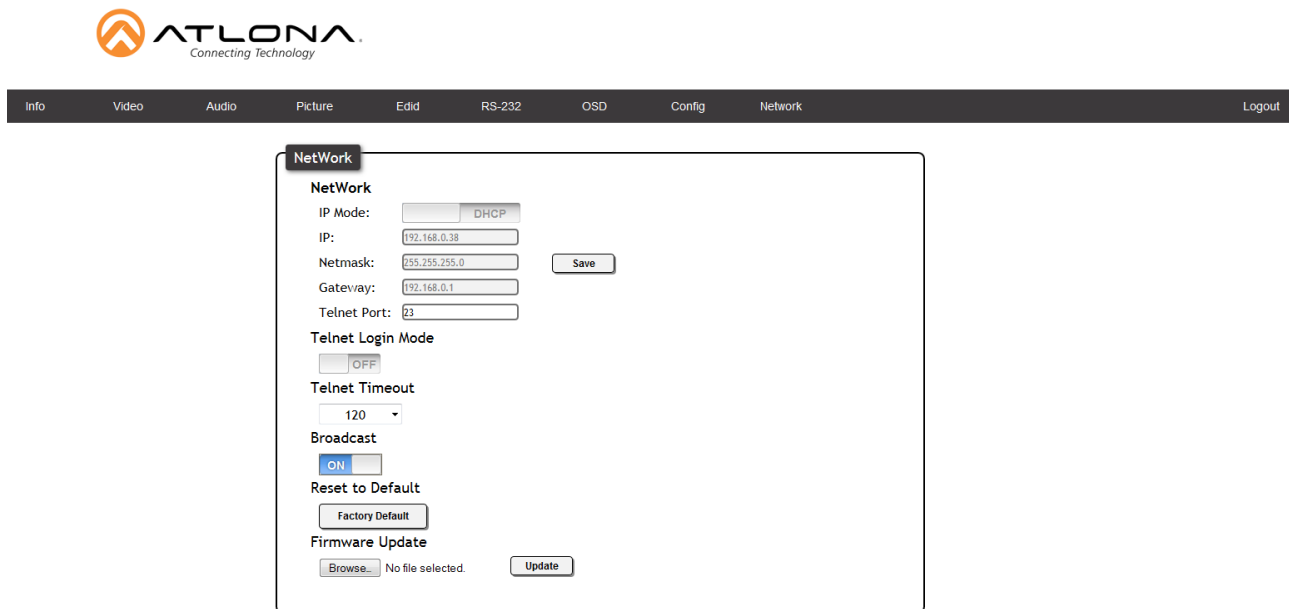 ATLONA.
Connecting Technology
Info Video Audio Picture Edid RS-232 OSD Config Network Logout
NetWork
NetWork
IP Mode: DHCP
IP: 192.168.0.38
Netmask: 255.255.255.0 Save
Gateway: 192.168.0.1
Telnet Port: 23
Telnet Login Mode
OFF
Telnet Timeout
120
Broadcast
ON
Reset to Default
Factory Default
Firmware Update
Browse_ No file selected. Update